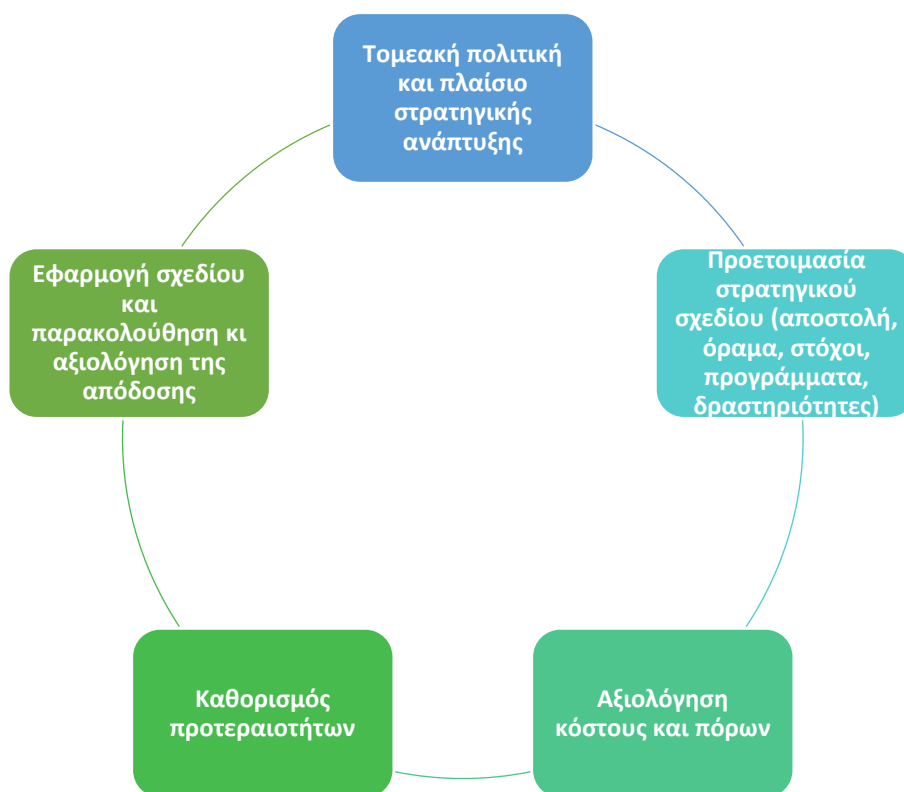 Τομεακή πολιτική
και πλαίσιο
στρατηγικής
ανάπτυξης
Προετοιμασία
στρατηγικού
σχεδίου (αποστολή,
όραμα, στόχοι,
προγράμματα,
δραστηριότητες)
Αξιολόγηση
κόστους και πόρων
Καθορισμός
προτεραιοτήτων
Εφαρμογή σχεδίου
και
παρακολούθηση κι
αξιολόγηση της
απόδοσης